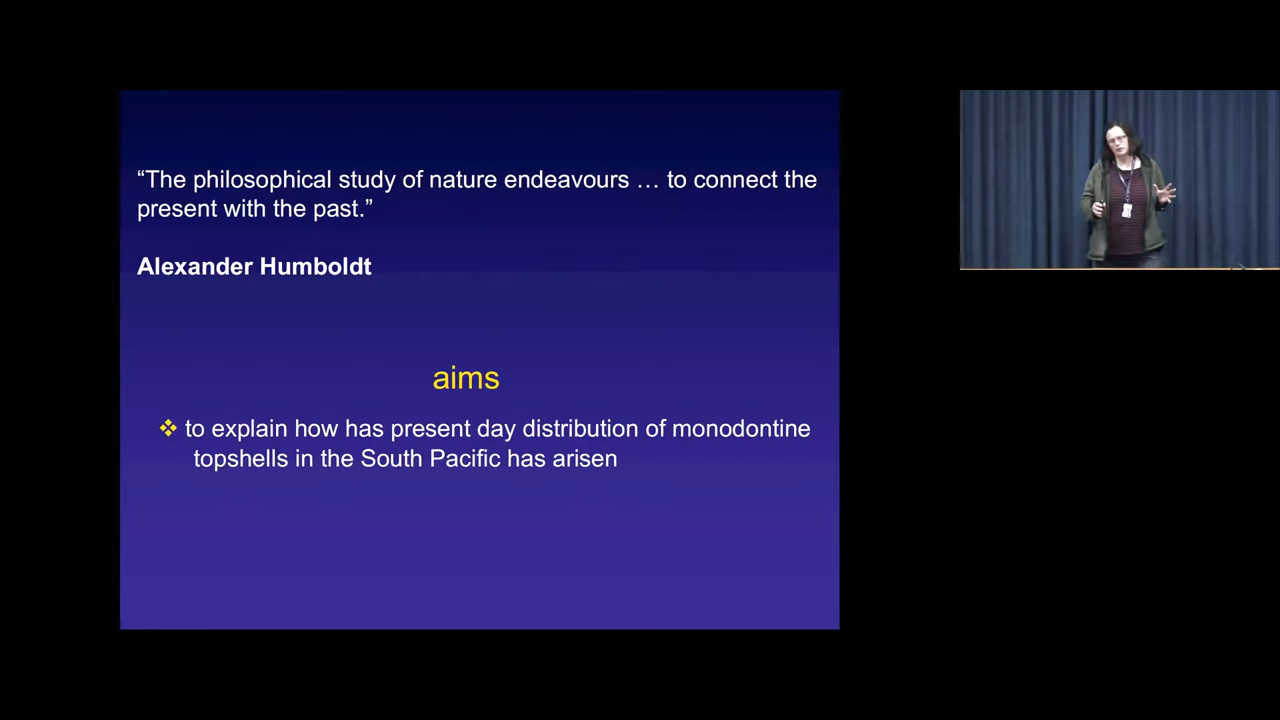 “The philosophical study of nature endeavours … to connect the
present with the past.”
Alexander Humboldt
aims
❖ to explain how has present day distribution of monodontine
topshells in the South Pacific has arisen